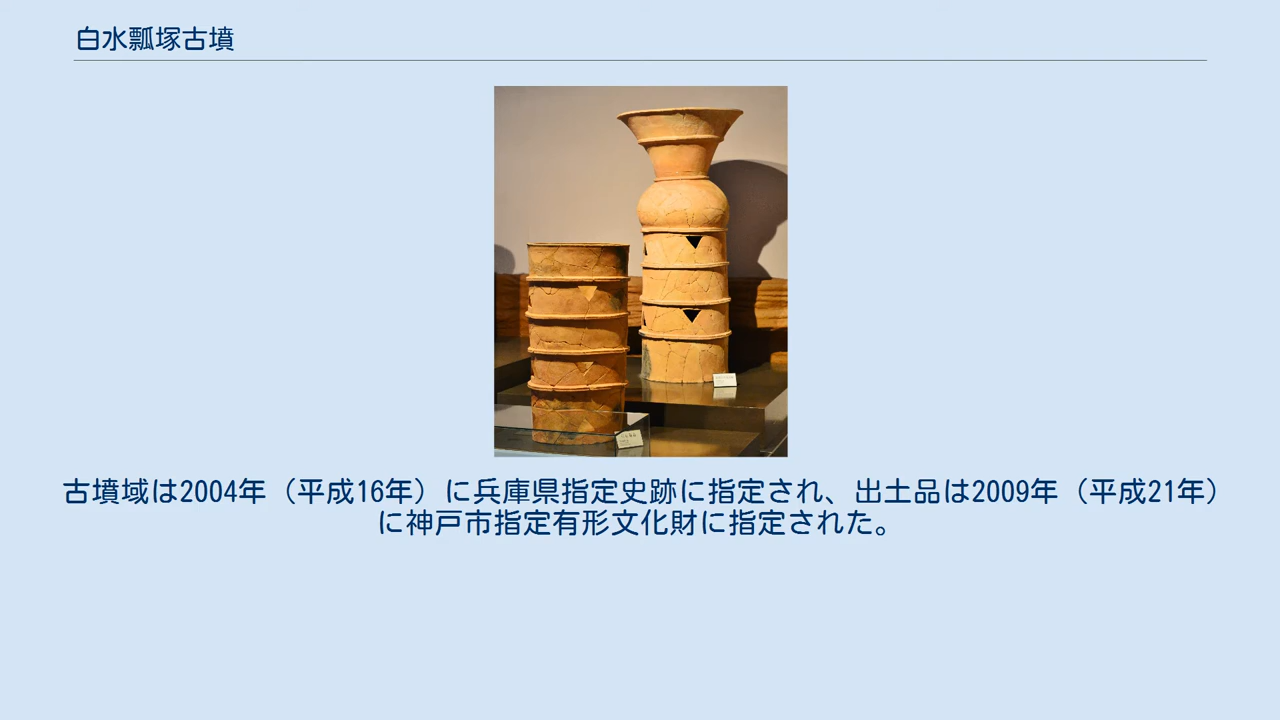 白水瓢塚古墳
古墳域は2004年（平成16年）に兵庫県指定史跡に指定され、出土品は2009年（平成21年）
に神戸市指定有形文化財に指定された。